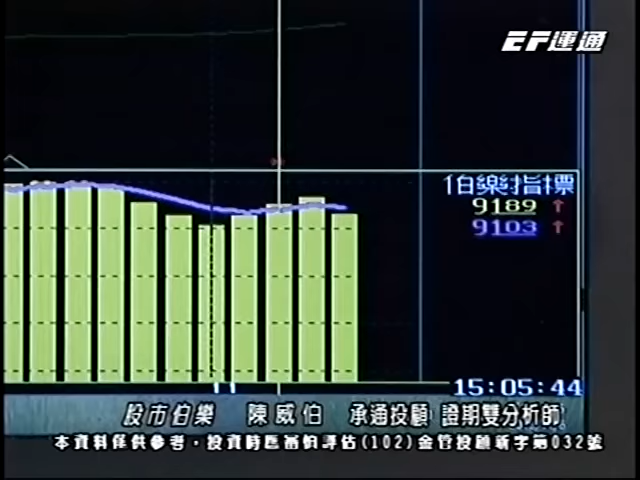 EF運通
伯樂指標
9189 ↑
9103 ↑
11
15:05:44
股市伯樂 陳威伯 承通投顧 證期雙分析師
本資料僅供參考，投資時應審慎評估(102)金管投顧新字第032號